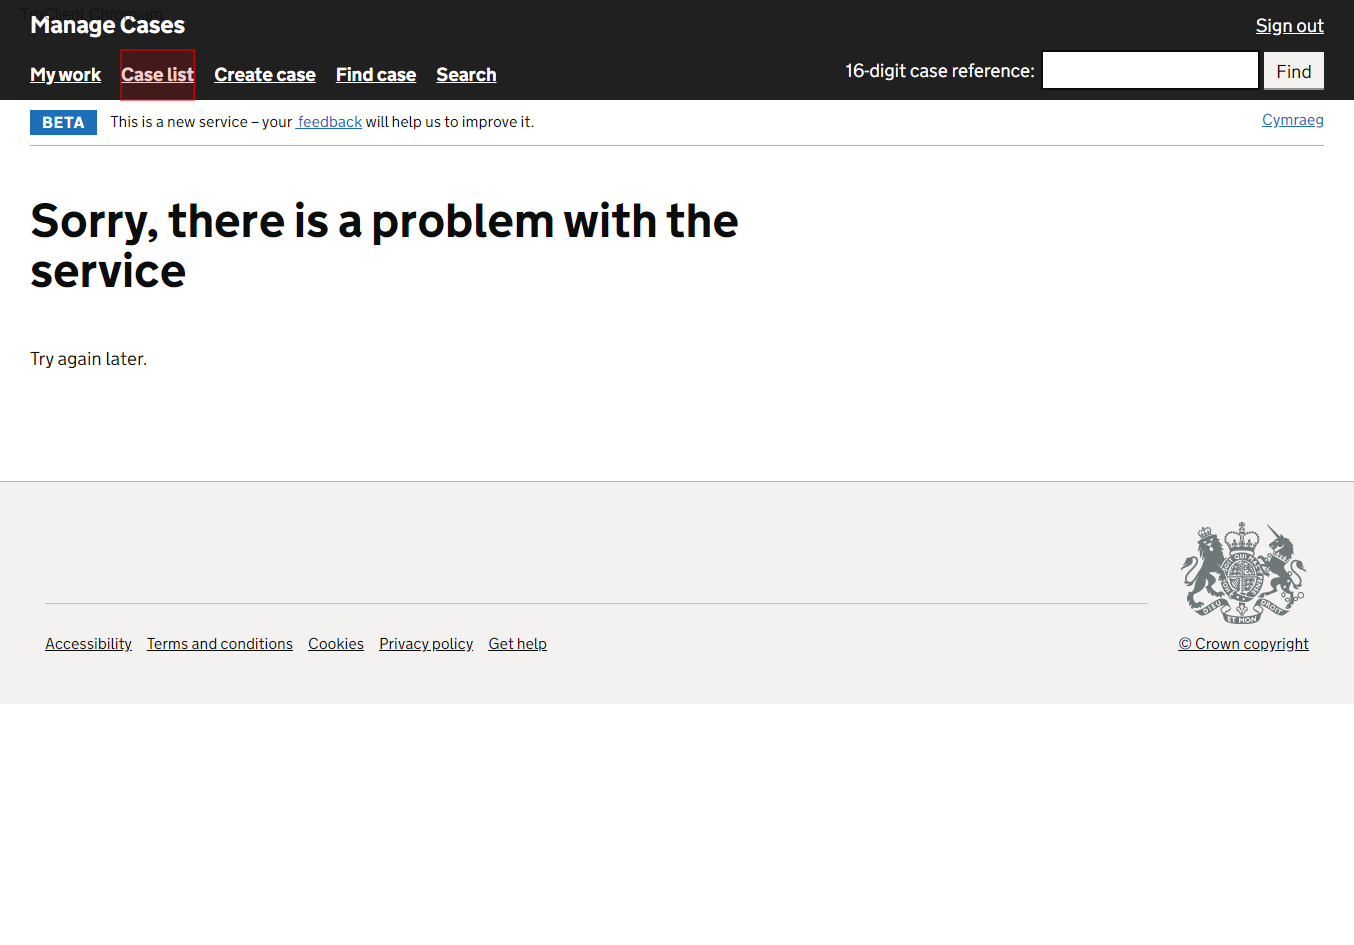 TruClient Chromium
Manage Cases
Sign out
My work Case list Create case Find case Search
16-digit case reference: Find
BETA This is a new service – your feedback will help us to improve it.
Cymraeg
Sorry, there is a problem with the
service
Try again later.
DIEU ET MON DROIT
Accessibility Terms and conditions Cookies Privacy policy Get help
© Crown copyright